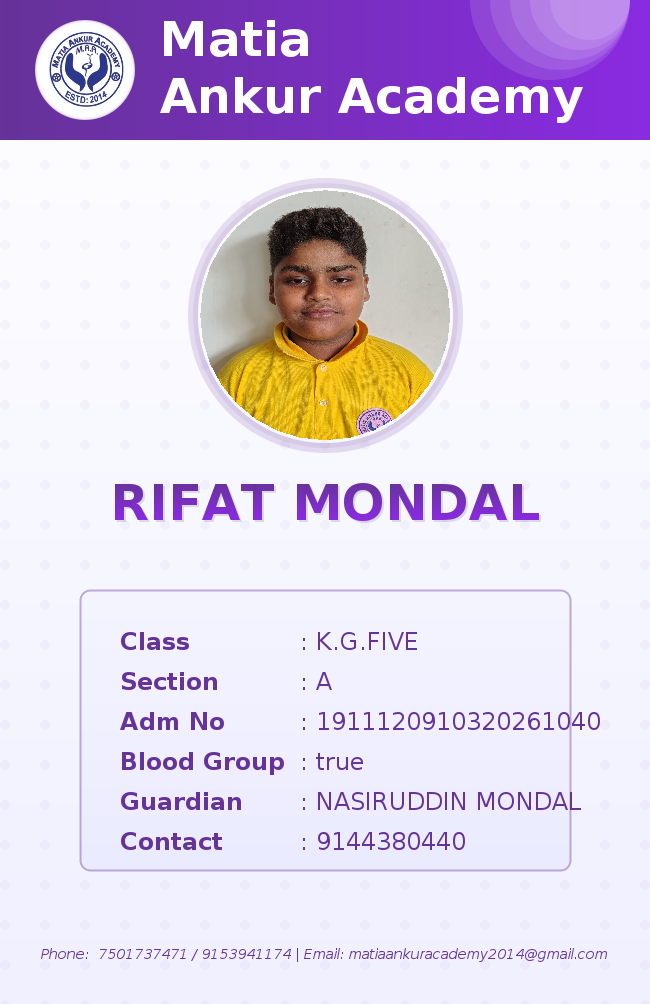 Matia
Ankur Academy
MATIA ANKUR ACADEMY
M.A.A
ESTD: 2014
RIFAT MONDAL
Class : K.G.FIVE
Section : A
Adm No : 1911120910320261040
Blood Group : true
Guardian : NASIRUDDIN MONDAL
Contact : 9144380440
Phone: 7501737471 / 9153941174 | Email: matiaankuracademy2014@gmail.com